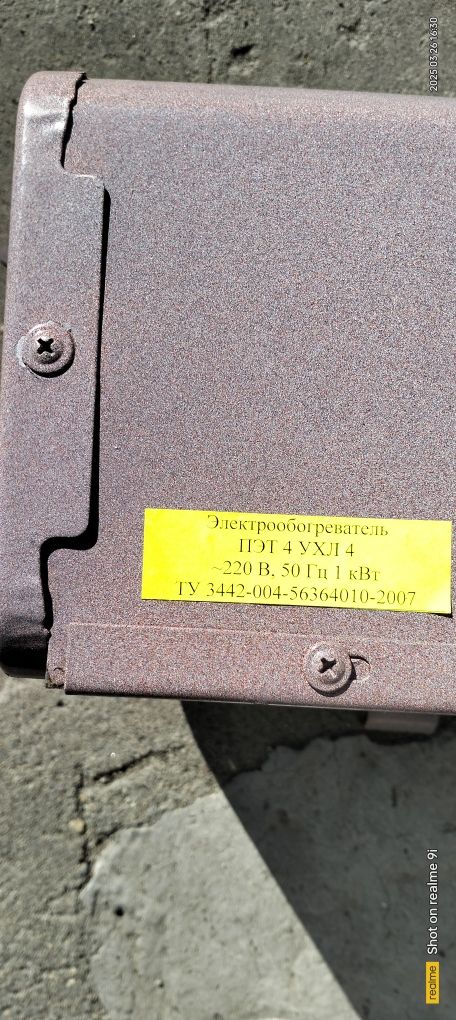 Электрообогреватель
ПЭТ 4 УХЛ 4
~220 В, 50 Гц 1 кВт
ТУ 3442-004-56364010-2007
2025.03.26 16:30
realme Shot on realme 9i